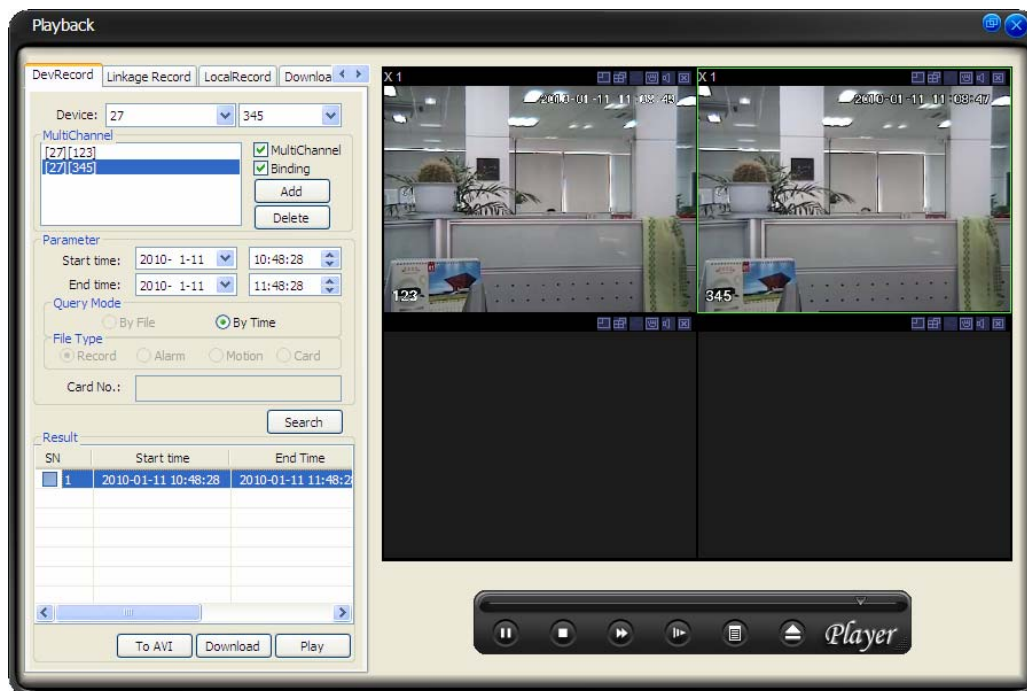 Playback
DevRecord Linkage Record LocalRecord Downloa
Device: 27 345
MultiChannel
[27][123]
[27][345]
MultiChannel
Binding
Add
Delete
Parameter
Start time: 2010- 1-11 10:48:28
End time: 2010- 1-11 11:48:28
Query Mode
By File By Time
File Type
Record Alarm Motion Card
Card No.:
Search
Result
SN Start time End Time
1 2010-01-11 10:48:28 2010-01-11 11:48:2
To AVI Download Play
X 1
123
X 1
2010-01-11 11:08:47
345
Player